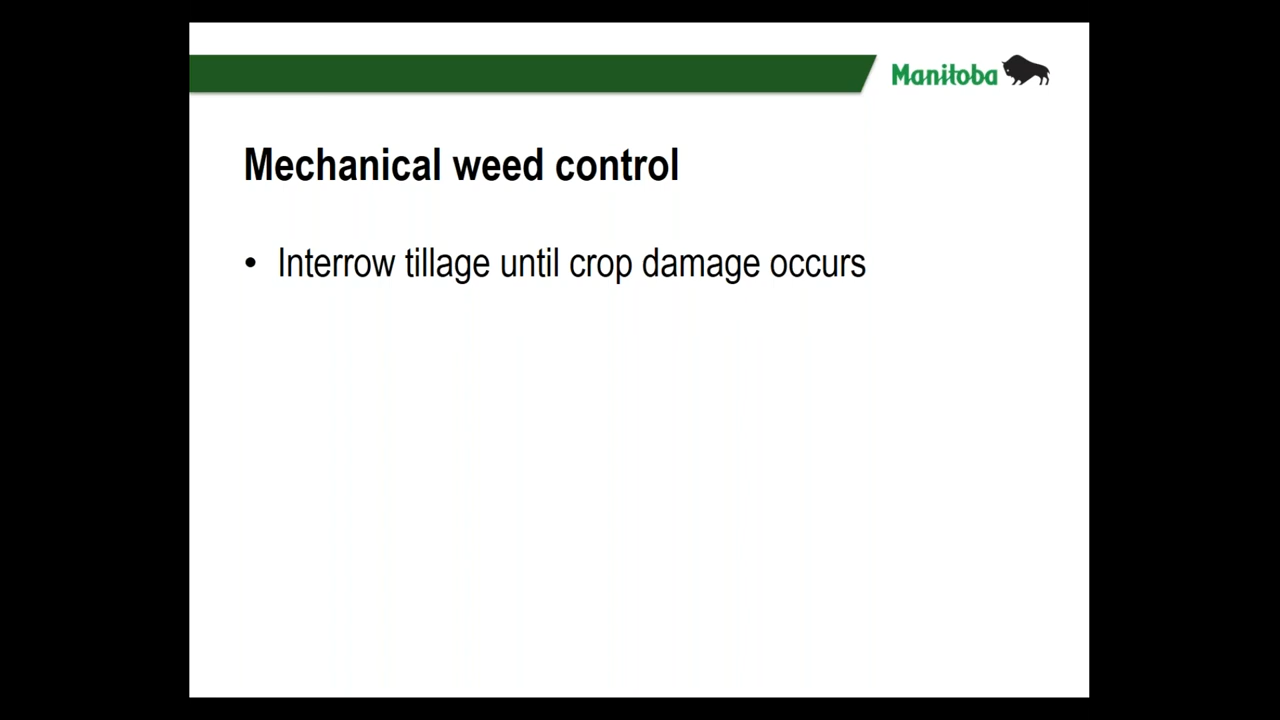 Manitoba
Mechanical weed control
• Interrow tillage until crop damage occurs